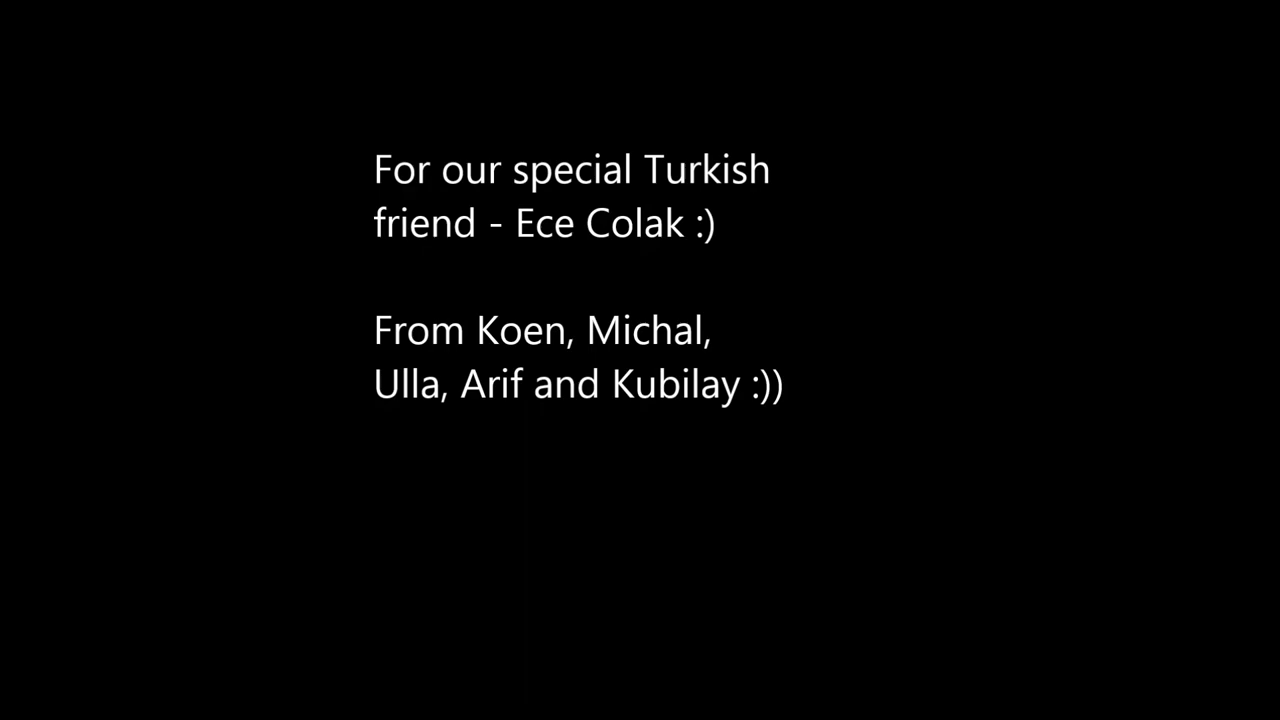 For our special Turkish
friend - Ece Colak :)
From Koen, Michal,
Ulla, Arif and Kubilay :))